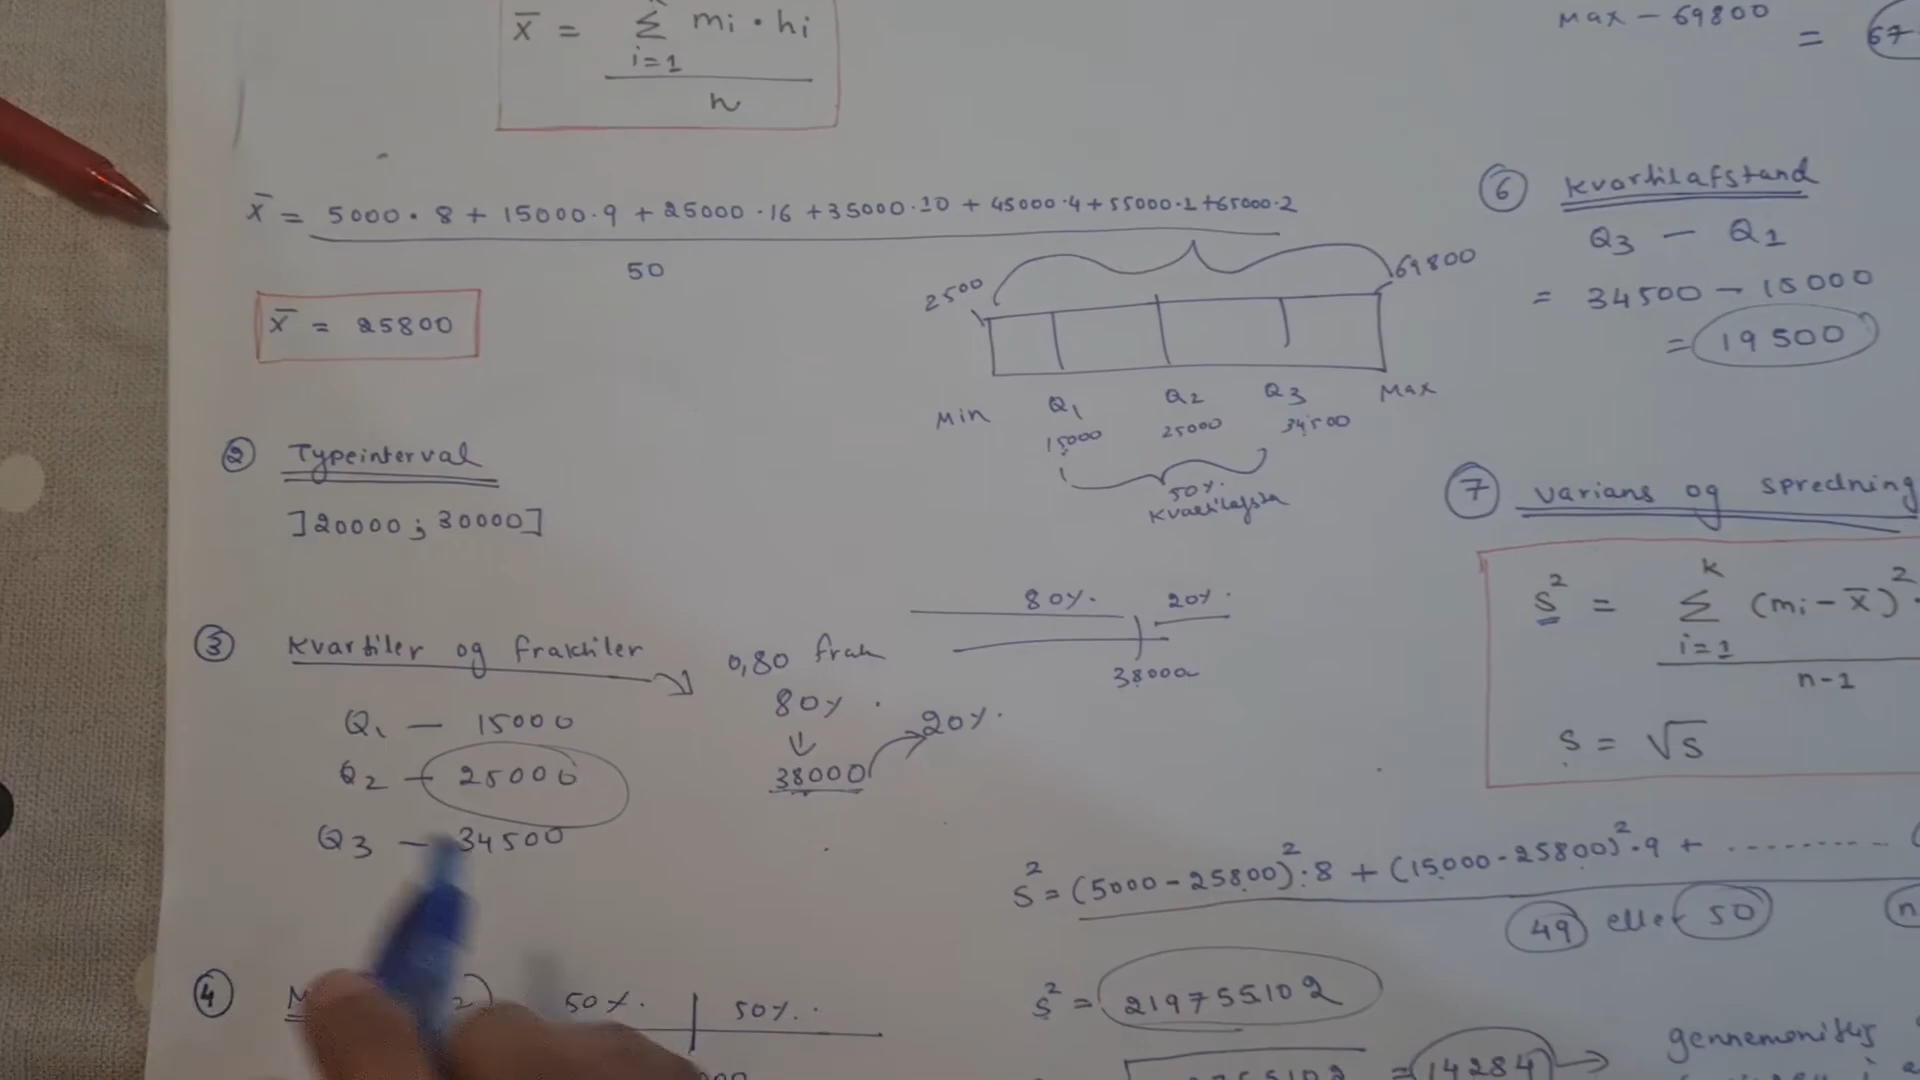 x̄ = Σ mi · hi
i=1
n
x̄ = 5000 · 8 + 15000 · 9 + 25000 · 16 + 35000 · 10 + 45000 · 4 + 55000 · 1 + 65000 · 2
50
x̄ = 25800
2500
69800
Min Q1 Q2 Q3 Max
15000 25000 34500
50%.
② Typeinterval
]20000 ; 30000]
③ Kvartiler og fraktiler
Q1 — 15000
Q2 — 25000
Q3 — 34500
0,80 frak
80%.
38000
20%.
80%. 20%.
38000
④
50%. 50%.
Max - 69800
=
⑥ Kvartilafstand
Q3 — Q1
= 34500 - 15000
= 19500
⑦ varians og spredning
S² = Σ (mi - x̄)²
k
i=1
n-1
s = √s
S² = (5000 - 25800)² · 8 + (15000 - 25800)² · 9 + ..........
49 eller 50
n
S² = 219755102
= 14284 →